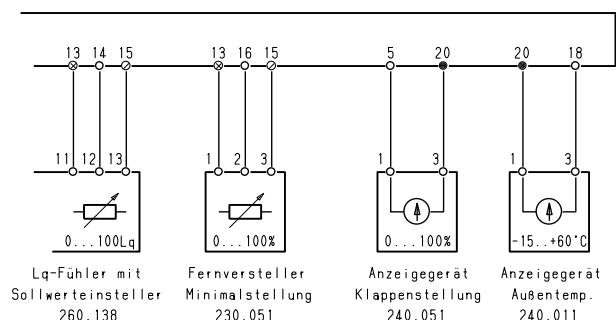 13 14 15 13 16 15 5 20 20 18
11 12 13 1 2 3 1 3 1 3
0...100Lq 0...100% 0...100% -15..+60°C
Lq-Fühler mit Fernversteller Anzeigegerät Anzeigegerät
Sollwerteinsteller Minimalstellung Klappenstellung Außentemp.
260.138 230.051 240.051 240.011